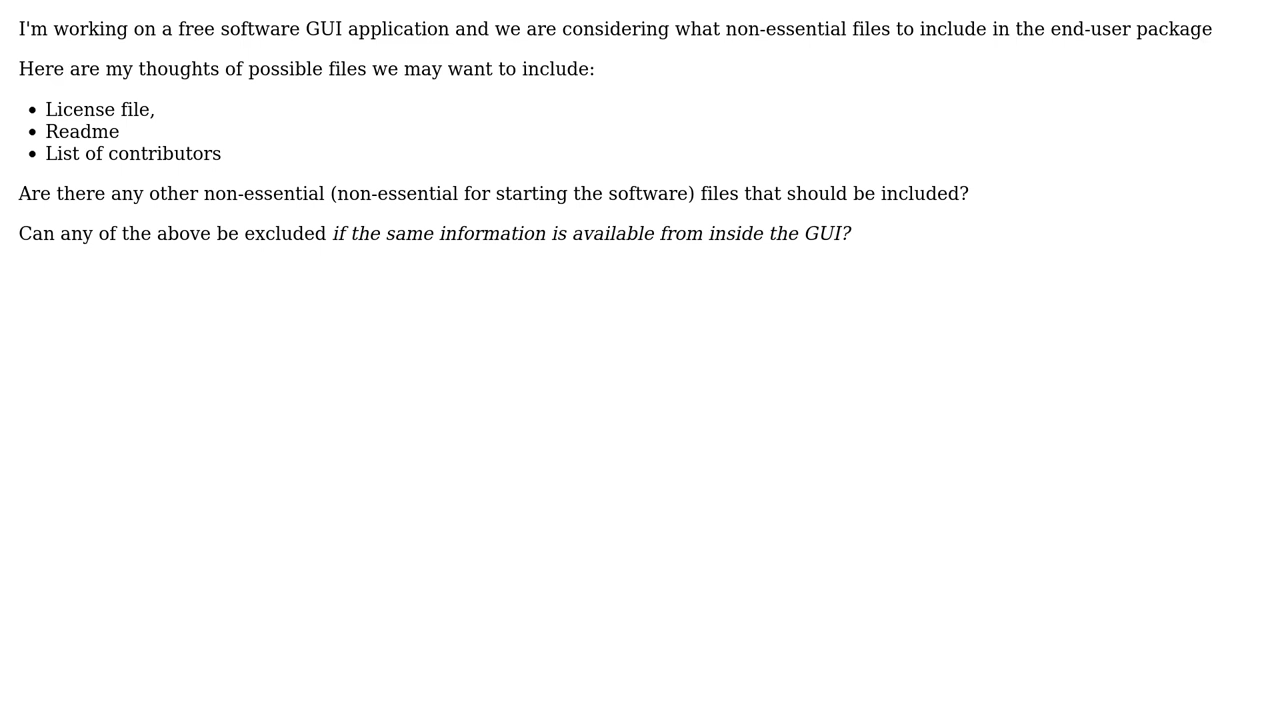 I'm working on a free software GUI application and we are considering what non-essential files to include in the end-user package
Here are my thoughts of possible files we may want to include:
• License file,
• Readme
• List of contributors
Are there any other non-essential (non-essential for starting the software) files that should be included?
Can any of the above be excluded if the same information is available from inside the GUI?